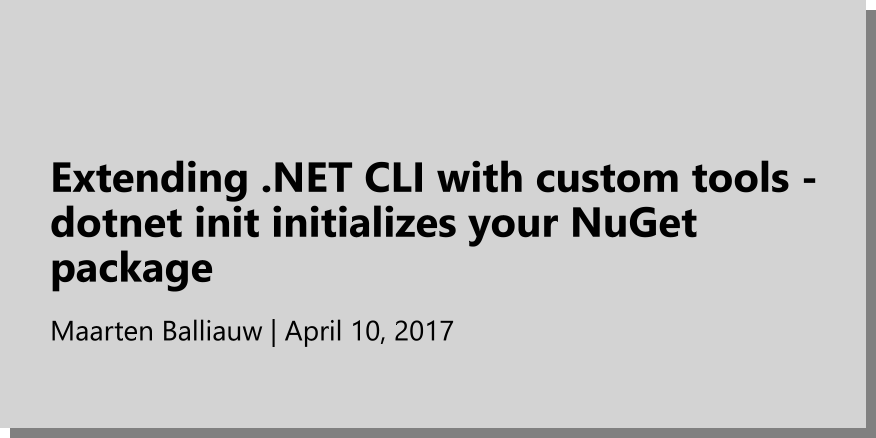 Extending .NET CLI with custom tools -
dotnet init initializes your NuGet
package
Maarten Balliauw | April 10, 2017